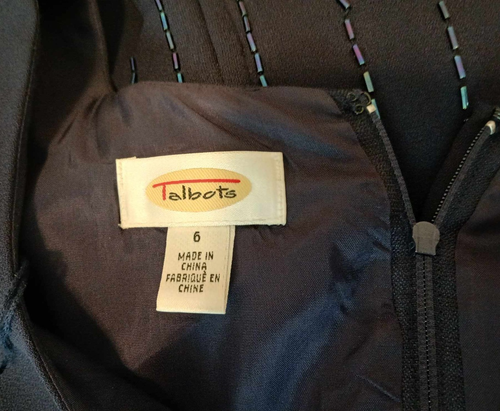 Talbots
6
MADE IN
CHINA
FABRIQUÉ EN
CHINE